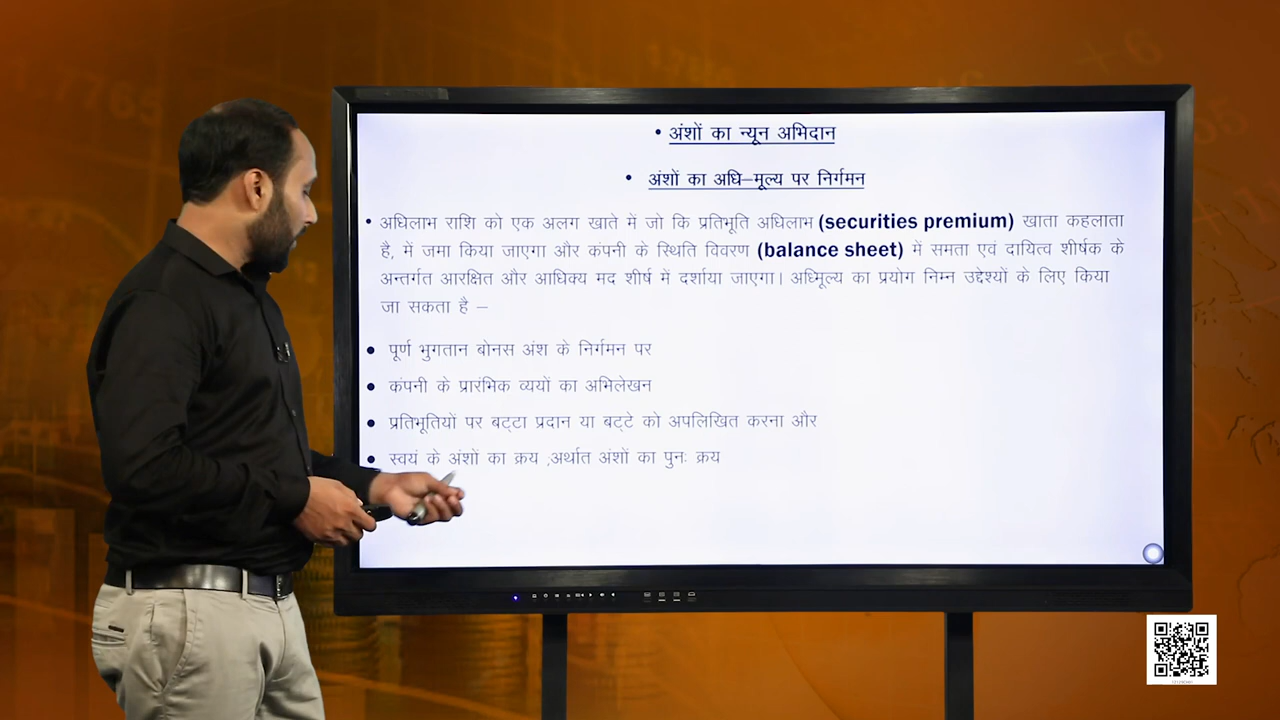 • अंशों का न्यून अभिदान
• अंशों का अधि–मूल्य पर निर्गमन
• अधिलाभ राशि को एक अलग खाते में जो कि प्रतिभूति अधिलाभ (securities premium) खाता कहलाता
है, में जमा किया जाएगा और कंपनी के स्थिति विवरण (balance sheet) में समता एवं दायित्व शीर्षक के
अन्तर्गत आरक्षित और आधिक्य मद शीर्ष में दर्शाया जाएगा। अधिमूल्य का प्रयोग निम्न उद्देश्यों के लिए किया
जा सकता है –
• पूर्ण भुगतान बोनस अंश के निर्गमन पर
• कंपनी के प्रारंभिक व्ययों का अभिलेखन
• प्रतिभूतियों पर बट्टा प्रदान या बट्टे को अपलिखित करना और
• स्वयं के अंशों का क्रय ,अर्थात अंशों का पुनः क्रय